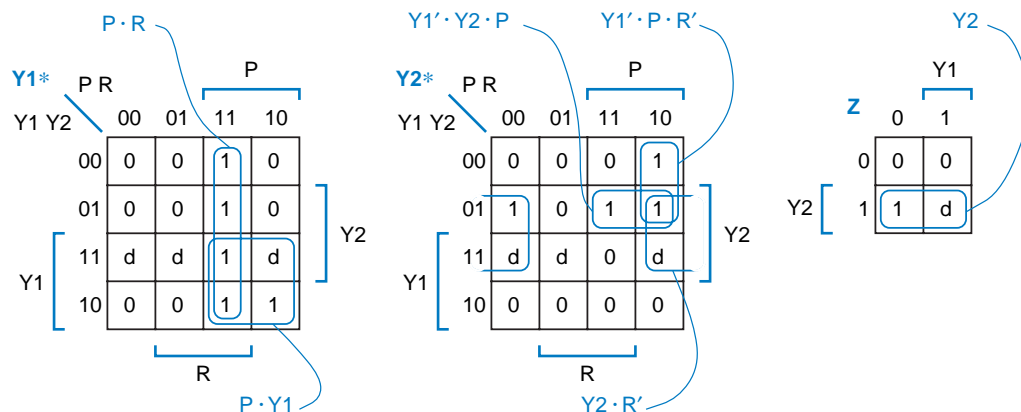 P · R
Y1′ · Y2 · P
Y1′ · P · R′
Y2
Y1*
P R
P
Y1 Y2
00 01 11 10
00 0 0 1 0
01 0 0 1 0
11 d d 1 d
10 0 0 1 1
Y1
Y2
R
P · Y1
Y2*
P R
P
Y1 Y2
00 01 11 10
00 0 0 0 1
01 1 0 1 1
11 d d 0 d
10 0 0 0 0
Y1
Y2
R
Y2 · R′
Z
Y1
0 1
0 0 0
Y2 1 1 d